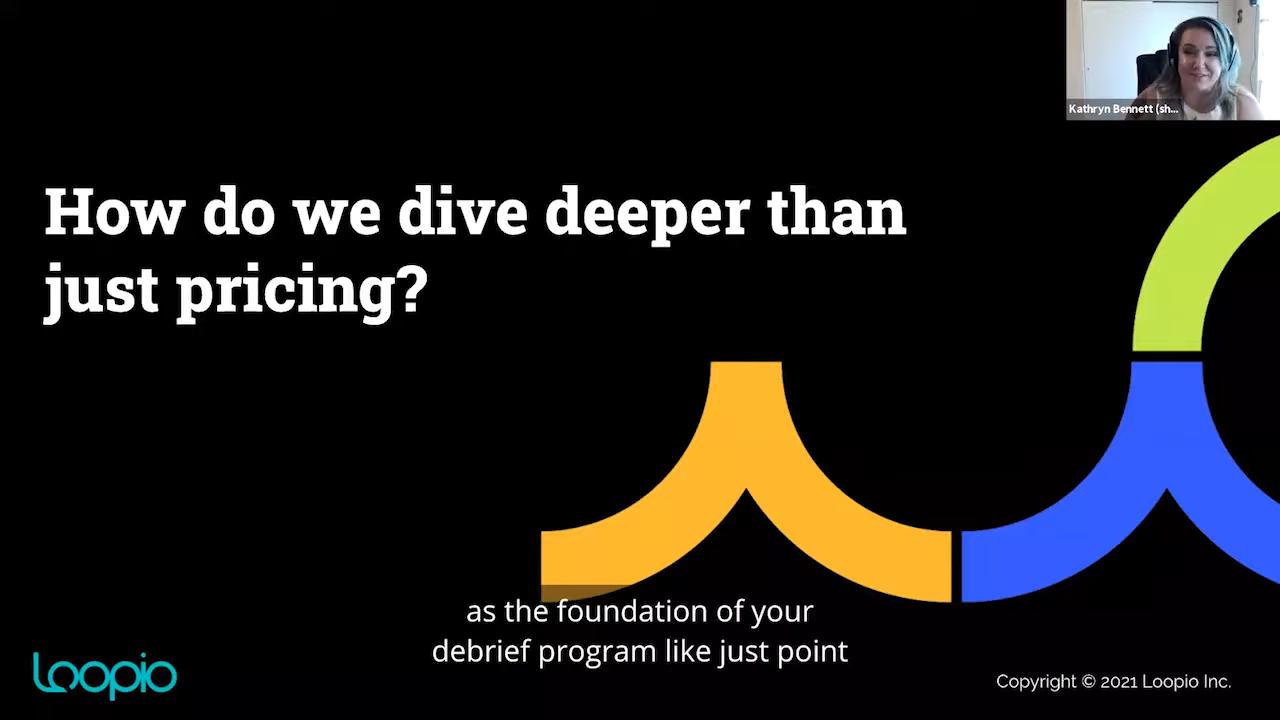 Kathryn Bennett (sh...
How do we dive deeper than
just pricing?
as the foundation of your
debrief program like just point
Loopio
Copyright © 2021 Loopio Inc.